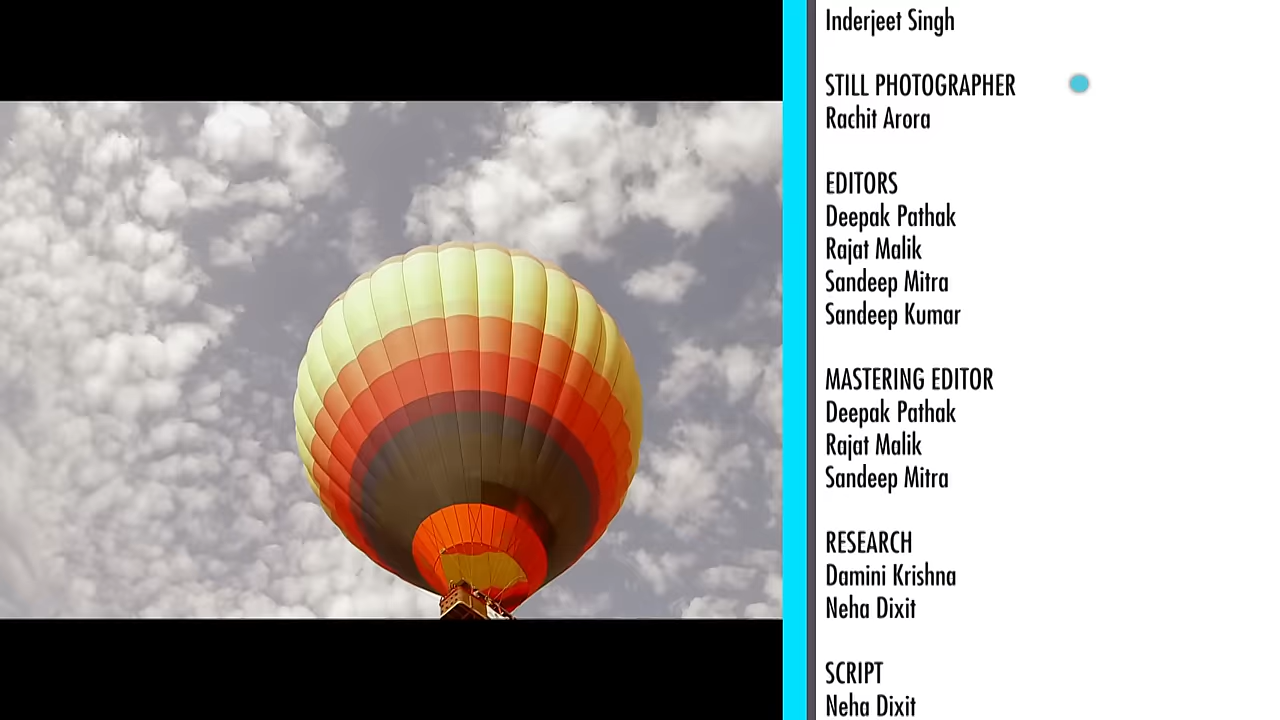 Inderjeet Singh
STILL PHOTOGRAPHER
Rachit Arora
EDITORS
Deepak Pathak
Rajat Malik
Sandeep Mitra
Sandeep Kumar
MASTERING EDITOR
Deepak Pathak
Rajat Malik
Sandeep Mitra
RESEARCH
Damini Krishna
Neha Dixit
SCRIPT
Neha Dixit